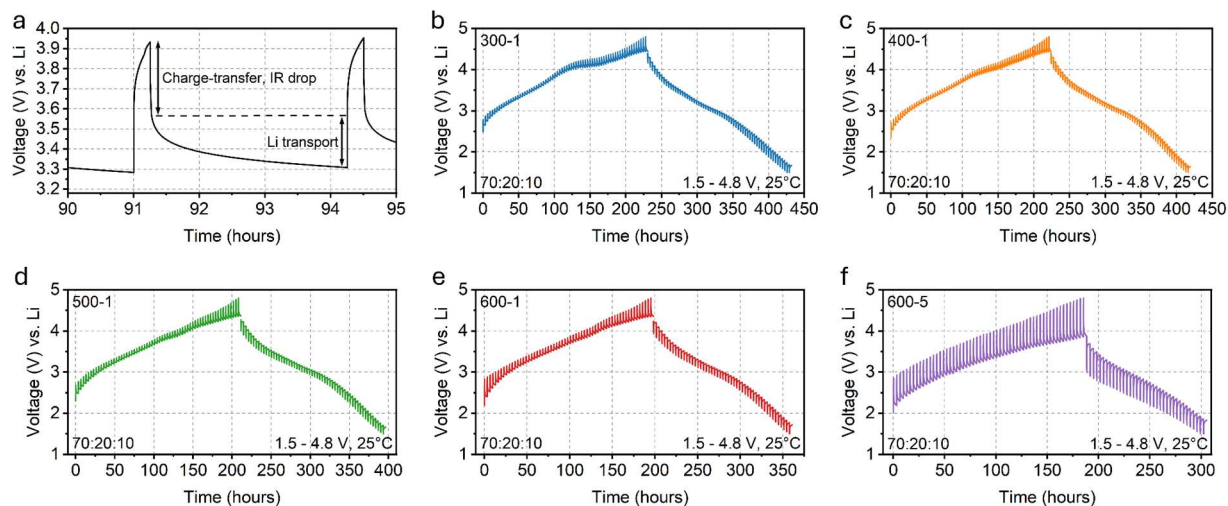 a
4.0
3.9
3.8
3.7
3.6
3.5
3.4
3.3
3.2
Voltage (V) vs. Li
Charge-transfer, IR drop
Li transport
90 91 92 93 94 95
Time (hours)
b
300-1
5
4
3
2
1
Voltage (V) vs. Li
70:20:10 1.5 - 4.8 V, 25°C
0 50 100 150 200 250 300 350 400 450
Time (hours)
c
400-1
5
4
3
2
1
Voltage (V) vs. Li
70:20:10 1.5 - 4.8 V, 25°C
0 50 100 150 200 250 300 350 400 450
Time (hours)
d
500-1
5
4
3
2
1
Voltage (V) vs. Li
70:20:10 1.5 - 4.8 V, 25°C
0 50 100 150 200 250 300 350 400
Time (hours)
e
600-1
5
4
3
2
1
Voltage (V) vs. Li
70:20:10 1.5 - 4.8 V, 25°C
0 50 100 150 200 250 300 350
Time (hours)
f
600-5
5
4
3
2
1
Voltage (V) vs. Li
70:20:10 1.5 - 4.8 V, 25°C
0 50 100 150 200 250 300
Time (hours)